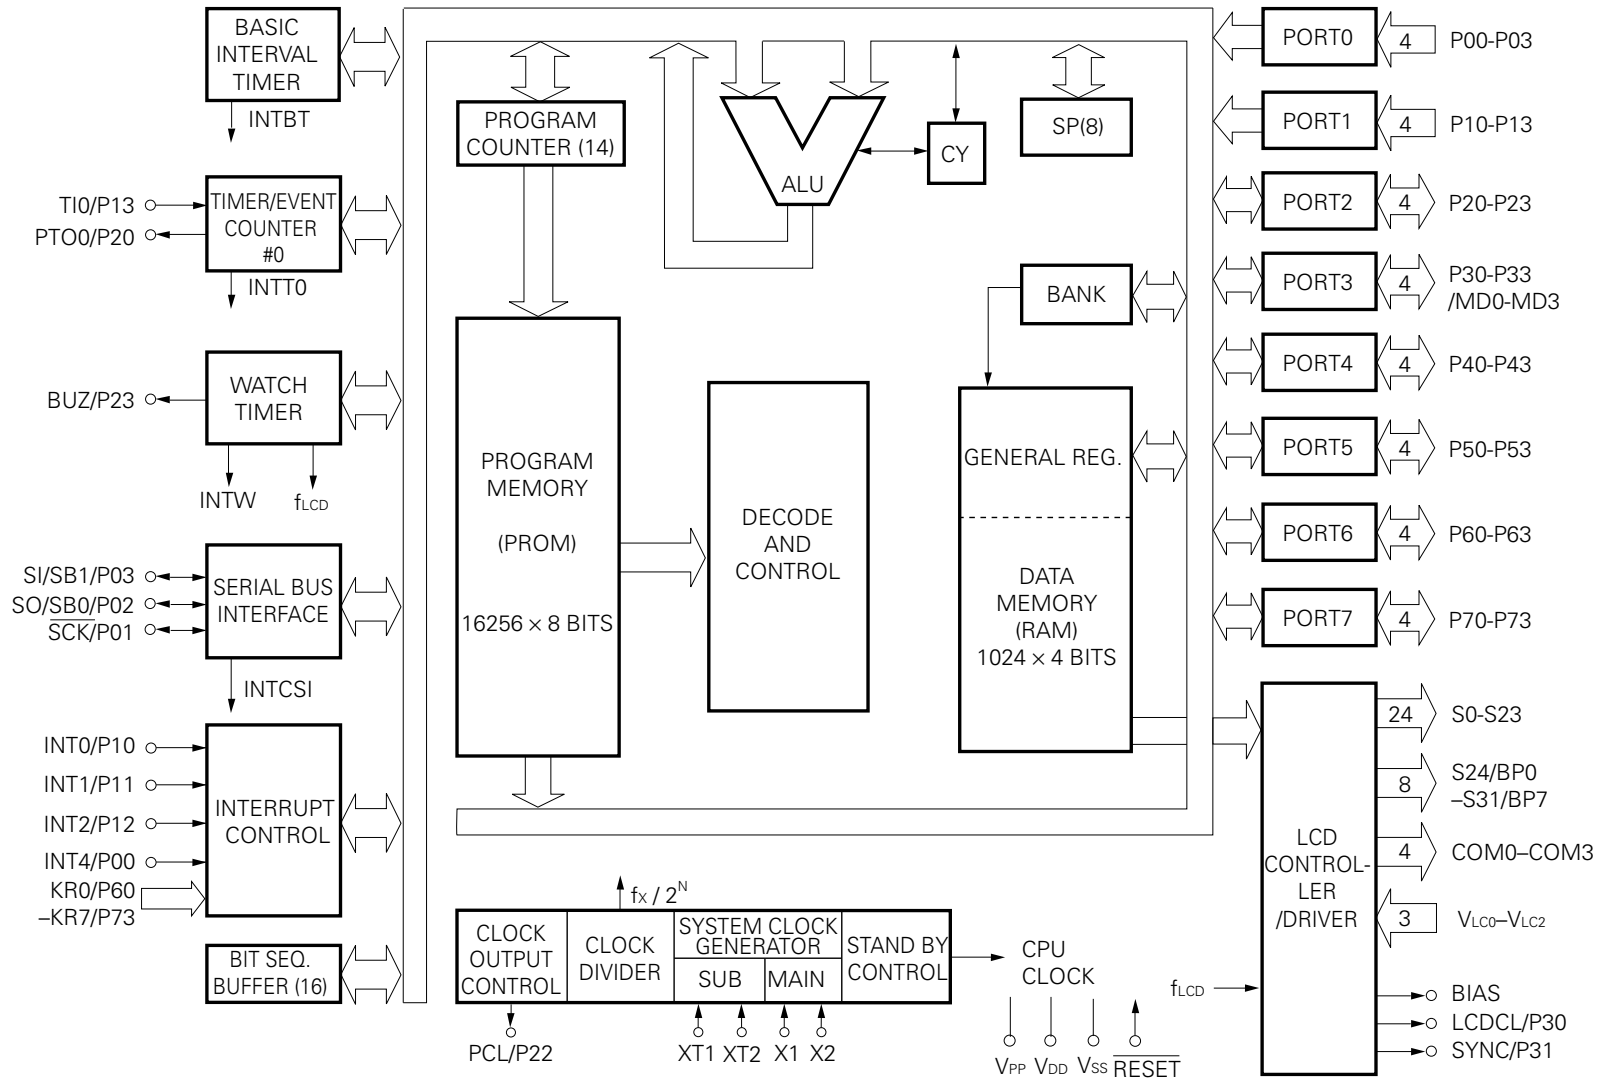 BASIC
INTERVAL
TIMER
INTBT
TI0/P13
PTO0/P20
TIMER/EVENT
COUNTER
#0
INTT0
BUZ/P23
WATCH
TIMER
INTW
fLCD
SI/SB1/P03
SO/SB0/P02
SCK/P01
SERIAL BUS
INTERFACE
INTCSI
INT0/P10
INT1/P11
INT2/P12
INT4/P00
KR0/P60
–KR7/P73
INTERRUPT
CONTROL
BIT SEQ.
BUFFER (16)
PROGRAM
COUNTER (14)
ALU
CY
SP(8)
BANK
PROGRAM
MEMORY
(PROM)
16256 × 8 BITS
DECODE
AND
CONTROL
GENERAL REG.
DATA
MEMORY
(RAM)
1024 × 4 BITS
fX / 2N
CLOCK
OUTPUT
CONTROL
CLOCK
DIVIDER
SYSTEM CLOCK
GENERATOR
SUB
MAIN
STAND BY
CONTROL
CPU
CLOCK
PCL/P22
XT1
XT2
X1
X2
VPP
VDD
VSS
RESET
PORT0
4
P00-P03
PORT1
4
P10-P13
PORT2
4
P20-P23
PORT3
4
P30-P33
/MD0-MD3
PORT4
4
P40-P43
PORT5
4
P50-P53
PORT6
4
P60-P63
PORT7
4
P70-P73
LCD
CONTROL-
LER
/DRIVER
24
S0-S23
8
S24/BP0
–S31/BP7
4
COM0–COM3
3
VLC0–VLC2
fLCD
BIAS
LCDCL/P30
SYNC/P31